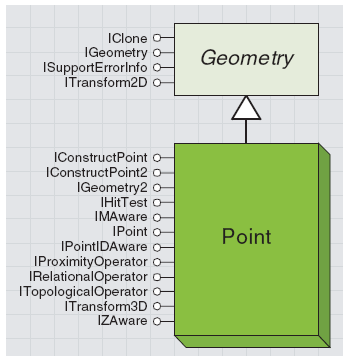 IClone
IGeometry
ISupportErrorInfo
ITransform2D
Geometry
IConstructPoint
IConstructPoint2
IGeometry2
IHitTest
IMAware
IPoint
IPointIDAware
IProximityOperator
IRelationalOperator
ITopologicalOperator
ITransform3D
IZAware
Point